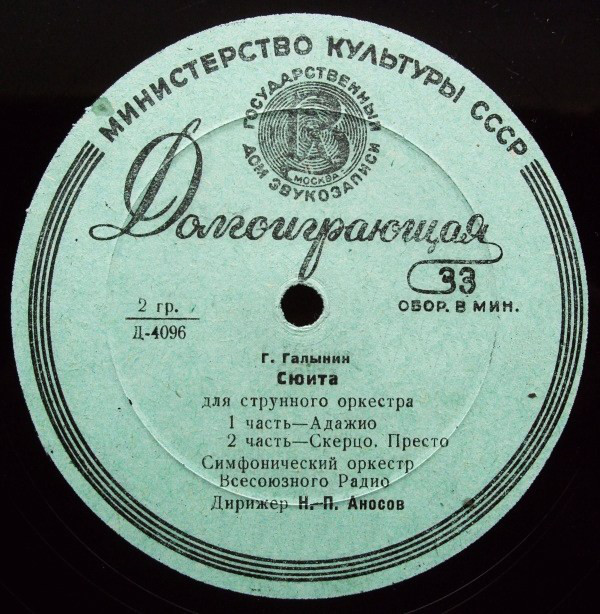 МИНИСТЕРСТВО КУЛЬТУРЫ СССР
ГОСУДАРСТВЕННЫЙ
ДОМ ЗВУКОЗАПИСИ
МОСКВА
Долгоиграющая
33
ОБОР. В МИН.
2 гр.
Д-4096
Г. Галынин
Сюита
для струнного оркестра
1 часть—Адажио
2 часть—Скерцо. Престо
Симфонический оркестр
Всесоюзного Радио
Дирижер Н. П. Аносов